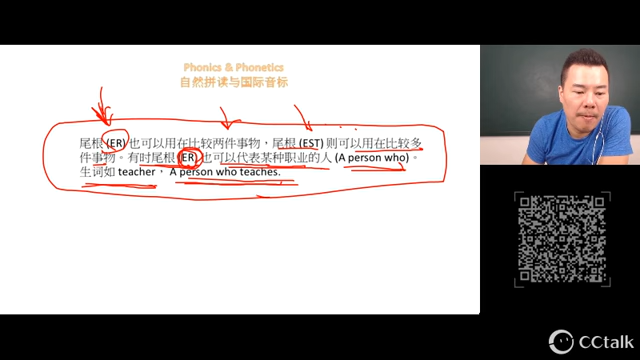 Phonics & Phonetics
自然拼读与国际音标
尾根 (ER) 也可以用在比较两件事物，尾根 (EST) 则可以用在比较多
件事物。有时尾根 (ER) 也可以代表某种职业的人 (A person who)。
生词如 teacher， A person who teaches.
CCtalk